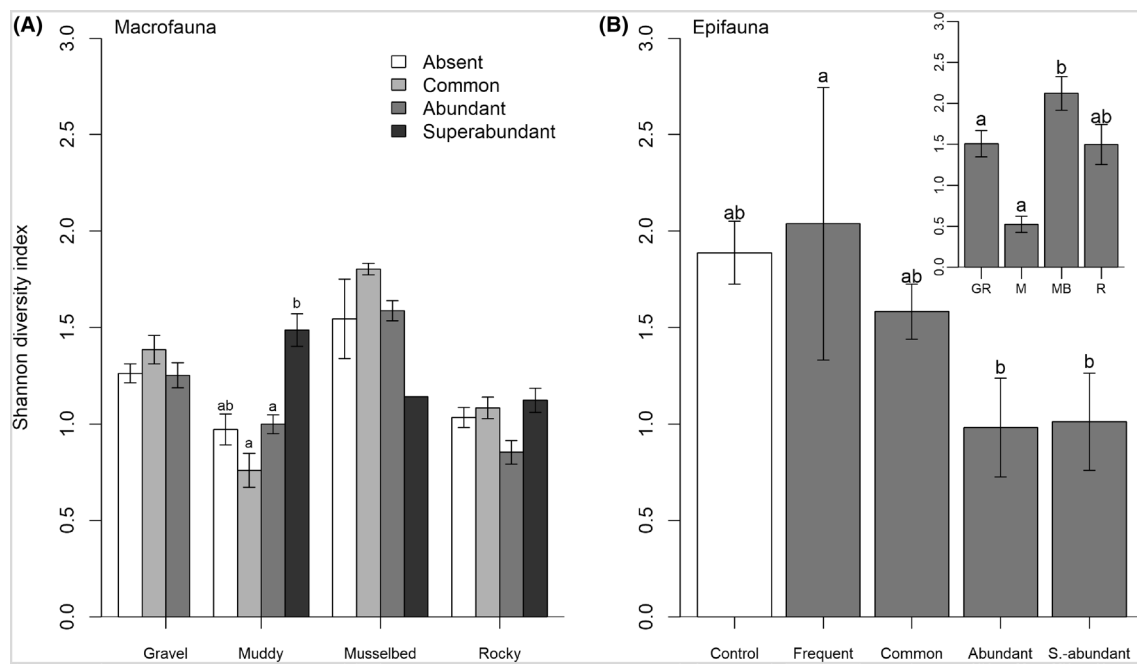 (A) Macrofauna
Absent
Common
Abundant
Superabundant
Shannon diversity index
3.0
2.5
2.0
1.5
1.0
0.5
0.0
ab
a
a
b
Gravel Muddy Musselbed Rocky
(B) Epifauna
3.0
2.5
2.0
1.5
1.0
0.5
0.0
ab
a
ab
b
b
Control Frequent Common Abundant S.-abundant
3.0
2.5
2.0
1.5
1.0
0.5
0.0
a
a
b
ab
GR M MB R